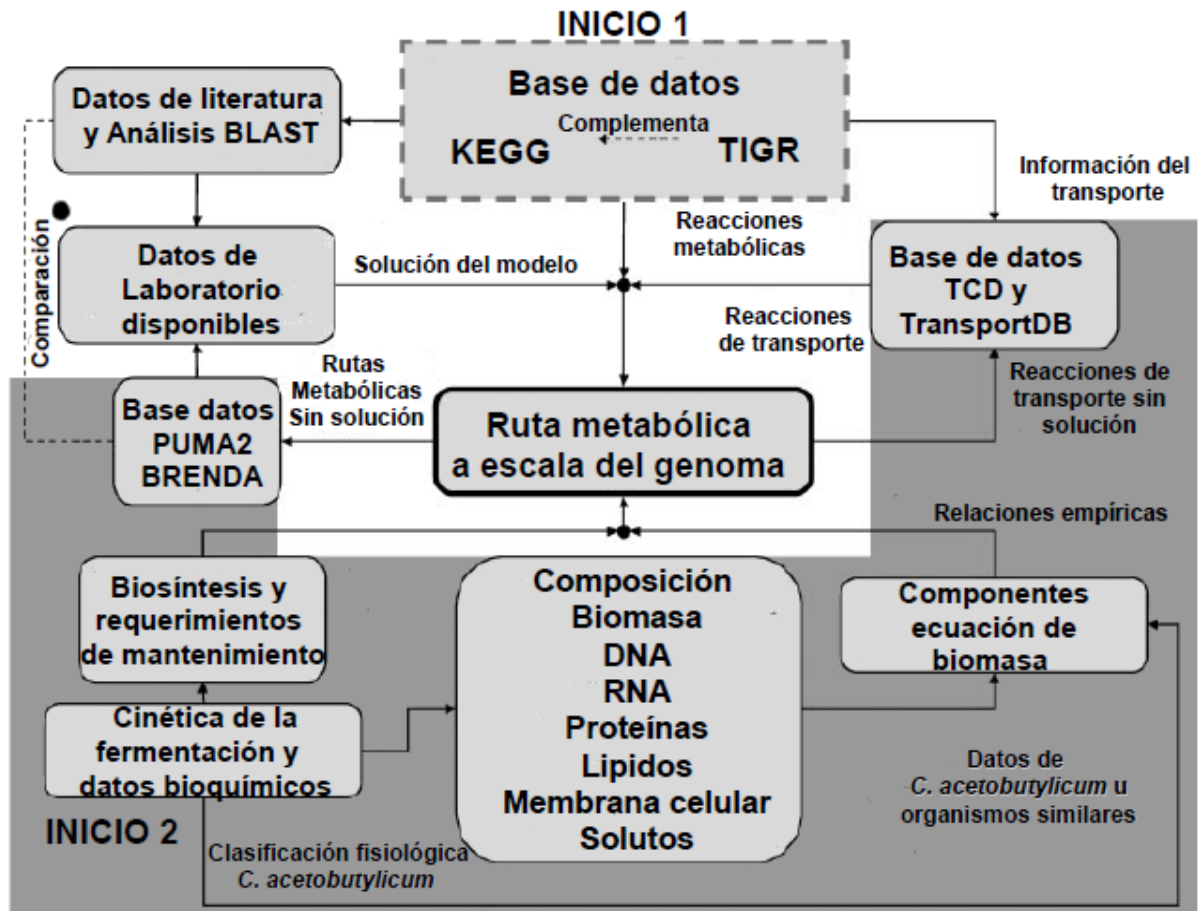 INICIO 1
Base de datos
Complementa
KEGG TIGR
Datos de literatura
y Análisis BLAST
Información del
transporte
Comparación
Datos de
Laboratorio
disponibles
Solución del modelo
Reacciones
metabólicas
Base de datos
TCD y
TransportDB
Reacciones
de transporte
Rutas
Metabólicas
Sin solución
Reacciones de
transporte sin
solución
Base datos
PUMA2
BRENDA
Ruta metabólica
a escala del genoma
Relaciones empíricas
Biosíntesis y
requerimientos
de mantenimiento
Composición
Biomasa
DNA
RNA
Proteínas
Lipidos
Membrana celular
Solutos
Componentes
ecuación de
biomasa
Cinética de la
fermentación y
datos bioquímicos
Datos de
C. acetobutylicum u
organismos similares
INICIO 2
Clasificación fisiológica
C. acetobutylicum